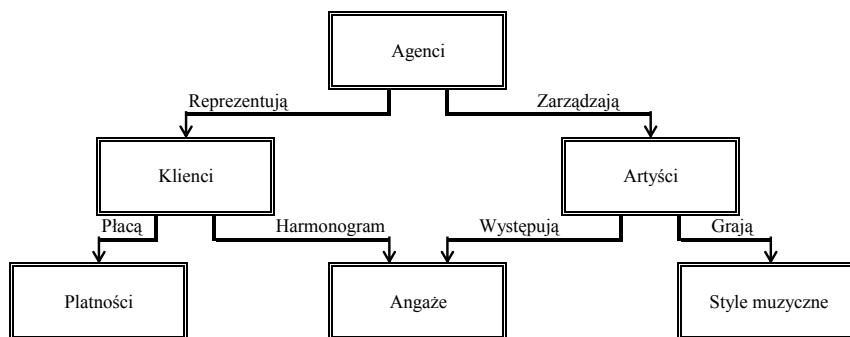 Agenci
Reprezentują
Zarządzają
Klienci
Artyści
Płacą
Harmonogram
Występują
Grają
Platności
Angaże
Style muzyczne